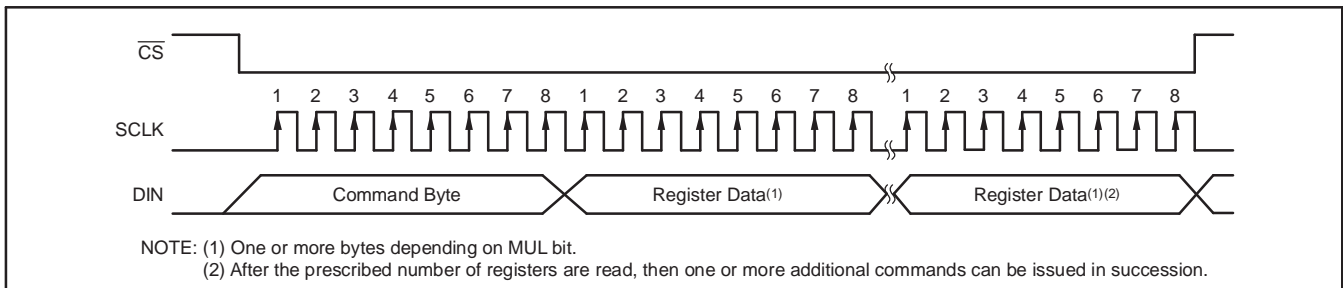 CS
1 2 3 4 5 6 7 8 1 2 3 4 5 6 7 8 1 2 3 4 5 6 7 8
SCLK
DIN Command Byte Register Data(1) Register Data(1)(2)
NOTE: (1) One or more bytes depending on MUL bit.
(2) After the prescribed number of registers are read, then one or more additional commands can be issued in succession.